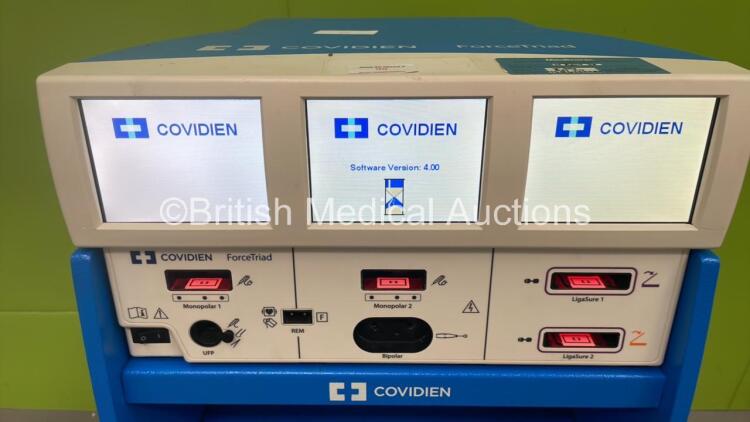 COVIDIEN ForceTriad
COVIDIEN
COVIDIEN
COVIDIEN
Software Version: 4.00
©British Medical Auctions
COVIDIEN ForceTriad
Monopolar 1
Monopolar 2
LigaSure 1
REM
F
UFP
Bipolar
LigaSure 2
COVIDIEN